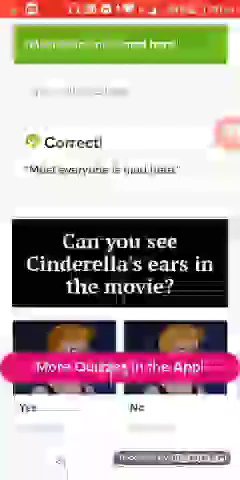 Correct!
"Most everyone is mad here."
Can you see
Cinderella's ears in
the movie?
More Quizzes in the App!
Yes
No